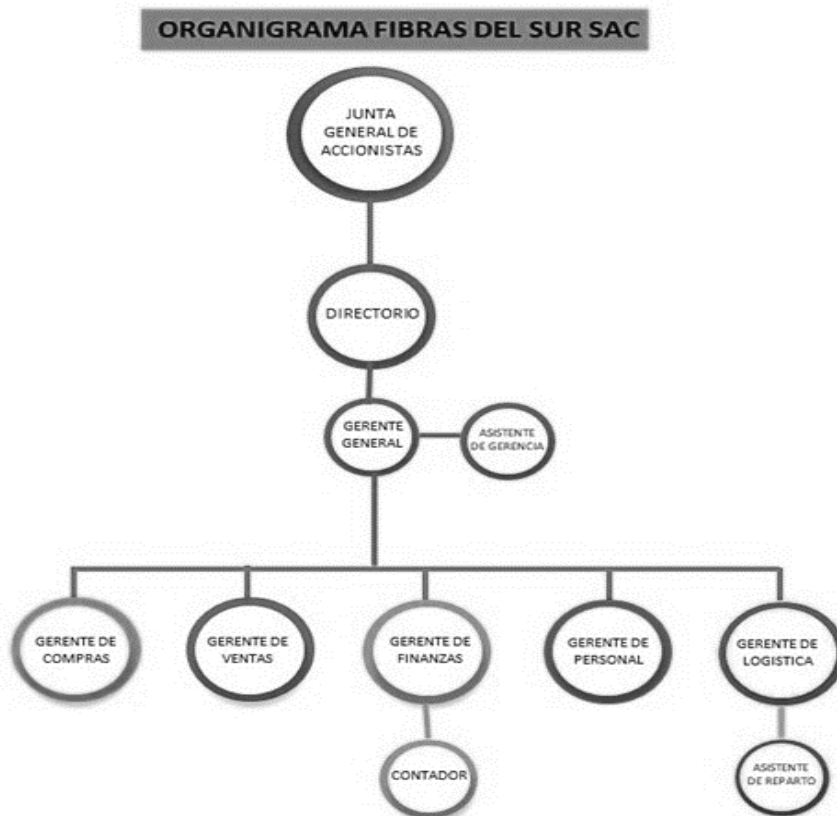 ORGANIGRAMA FIBRAS DEL SUR SAC
JUNTA
GENERAL DE
ACCIONISTAS
DIRECTORIO
GERENTE
GENERAL
ASISTENTE
DE GERENCIA
GERENTE DE
COMPRAS
GERENTE DE
VENTAS
GERENTE DE
FINANZAS
GERENTE DE
PERSONAL
GERENTE DE
LOGISTICA
CONTADOR
ASISTENTE
DE REPARTO